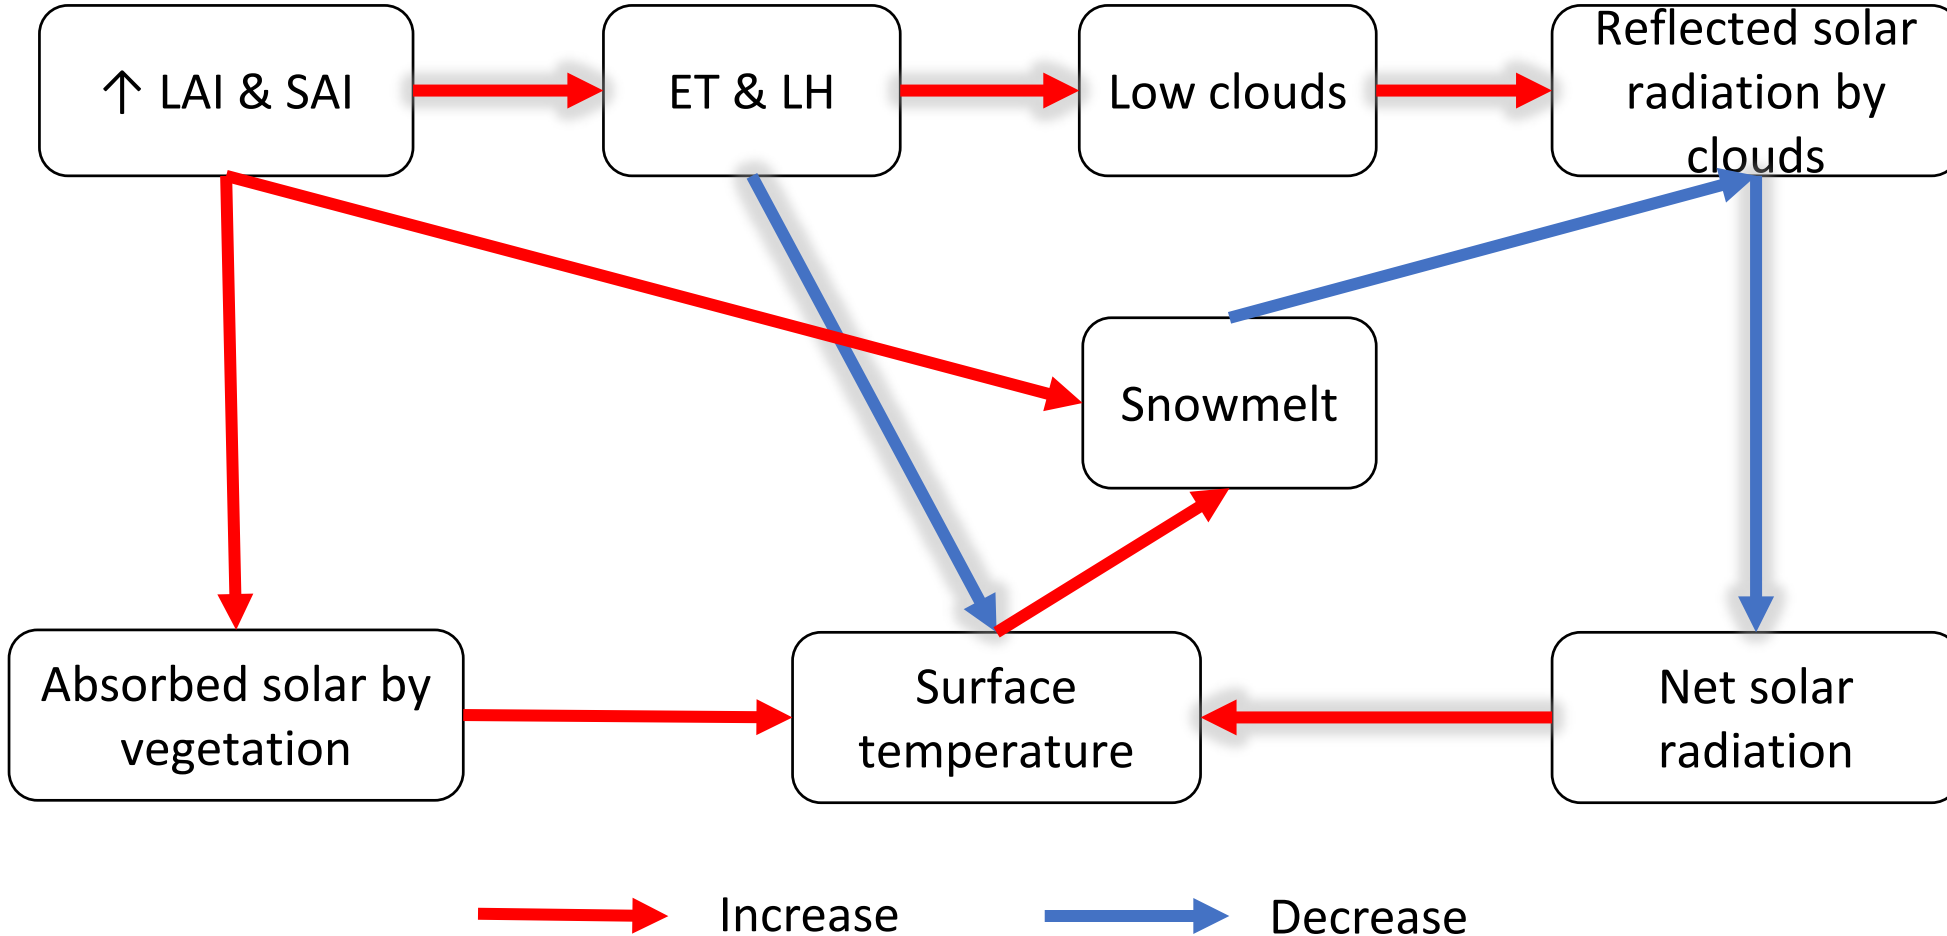 ↑ LAI & SAI
ET & LH
Low clouds
Reflected solar
radiation by
clouds
Snowmelt
Absorbed solar by
vegetation
Surface
temperature
Net solar
radiation
Increase
Decrease